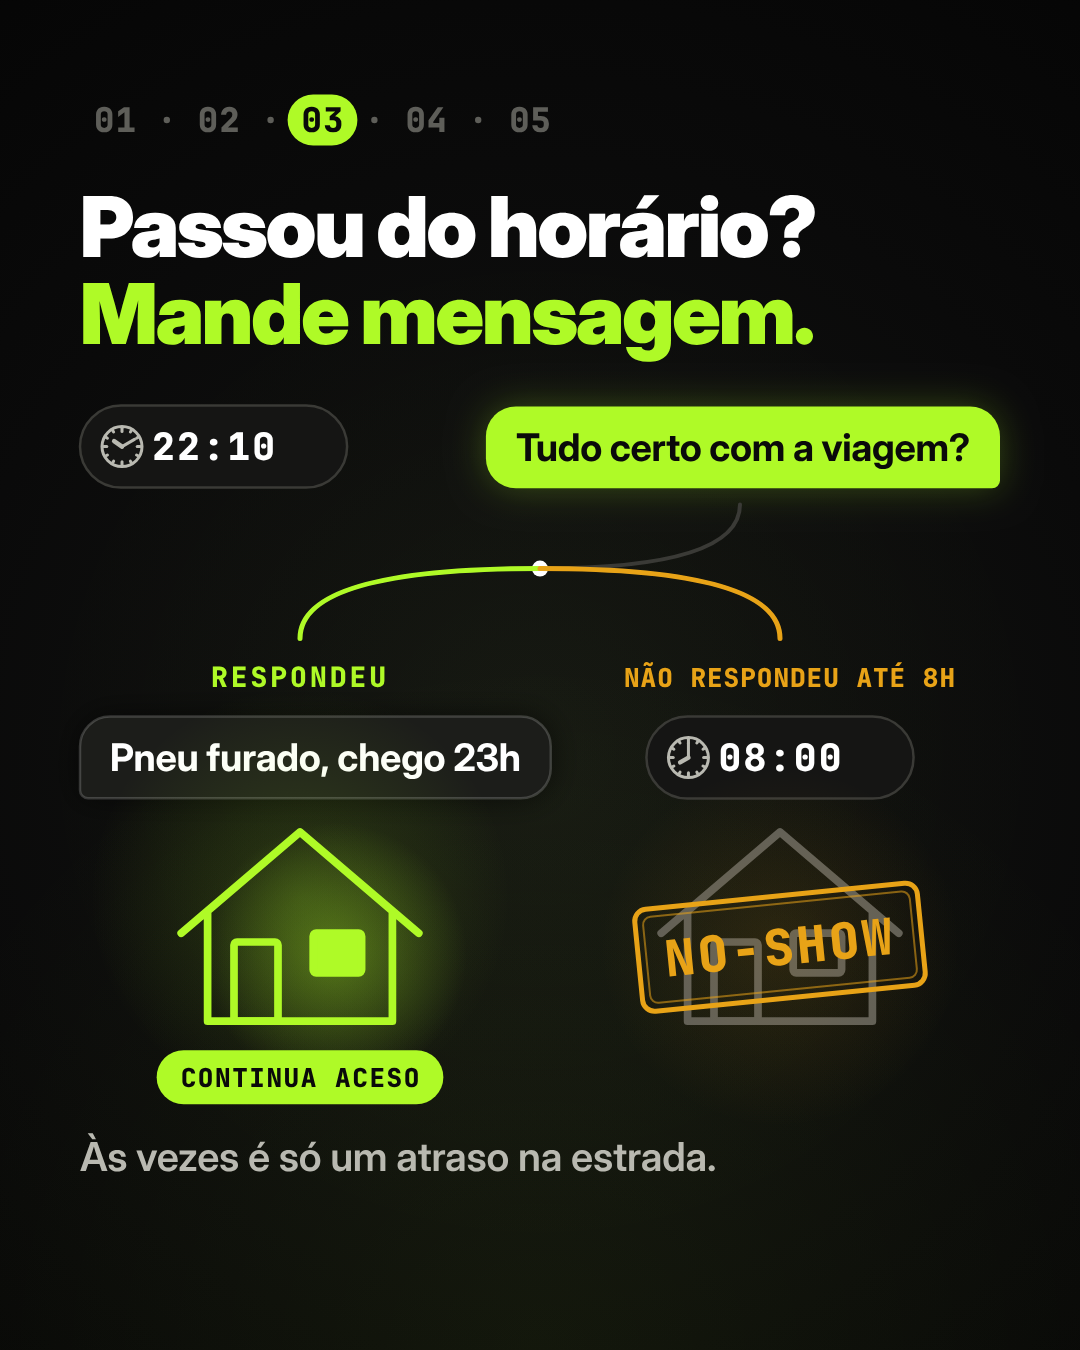 01 · 02 · 03 · 04 · 05
Passou do horário?
Mande mensagem.
22:10
Tudo certo com a viagem?
RESPONDEU
NÃO RESPONDEU ATÉ 8H
Pneu furado, chego 23h
08:00
NO-SHOW
CONTINUA ACESO
Às vezes é só um atraso na estrada.